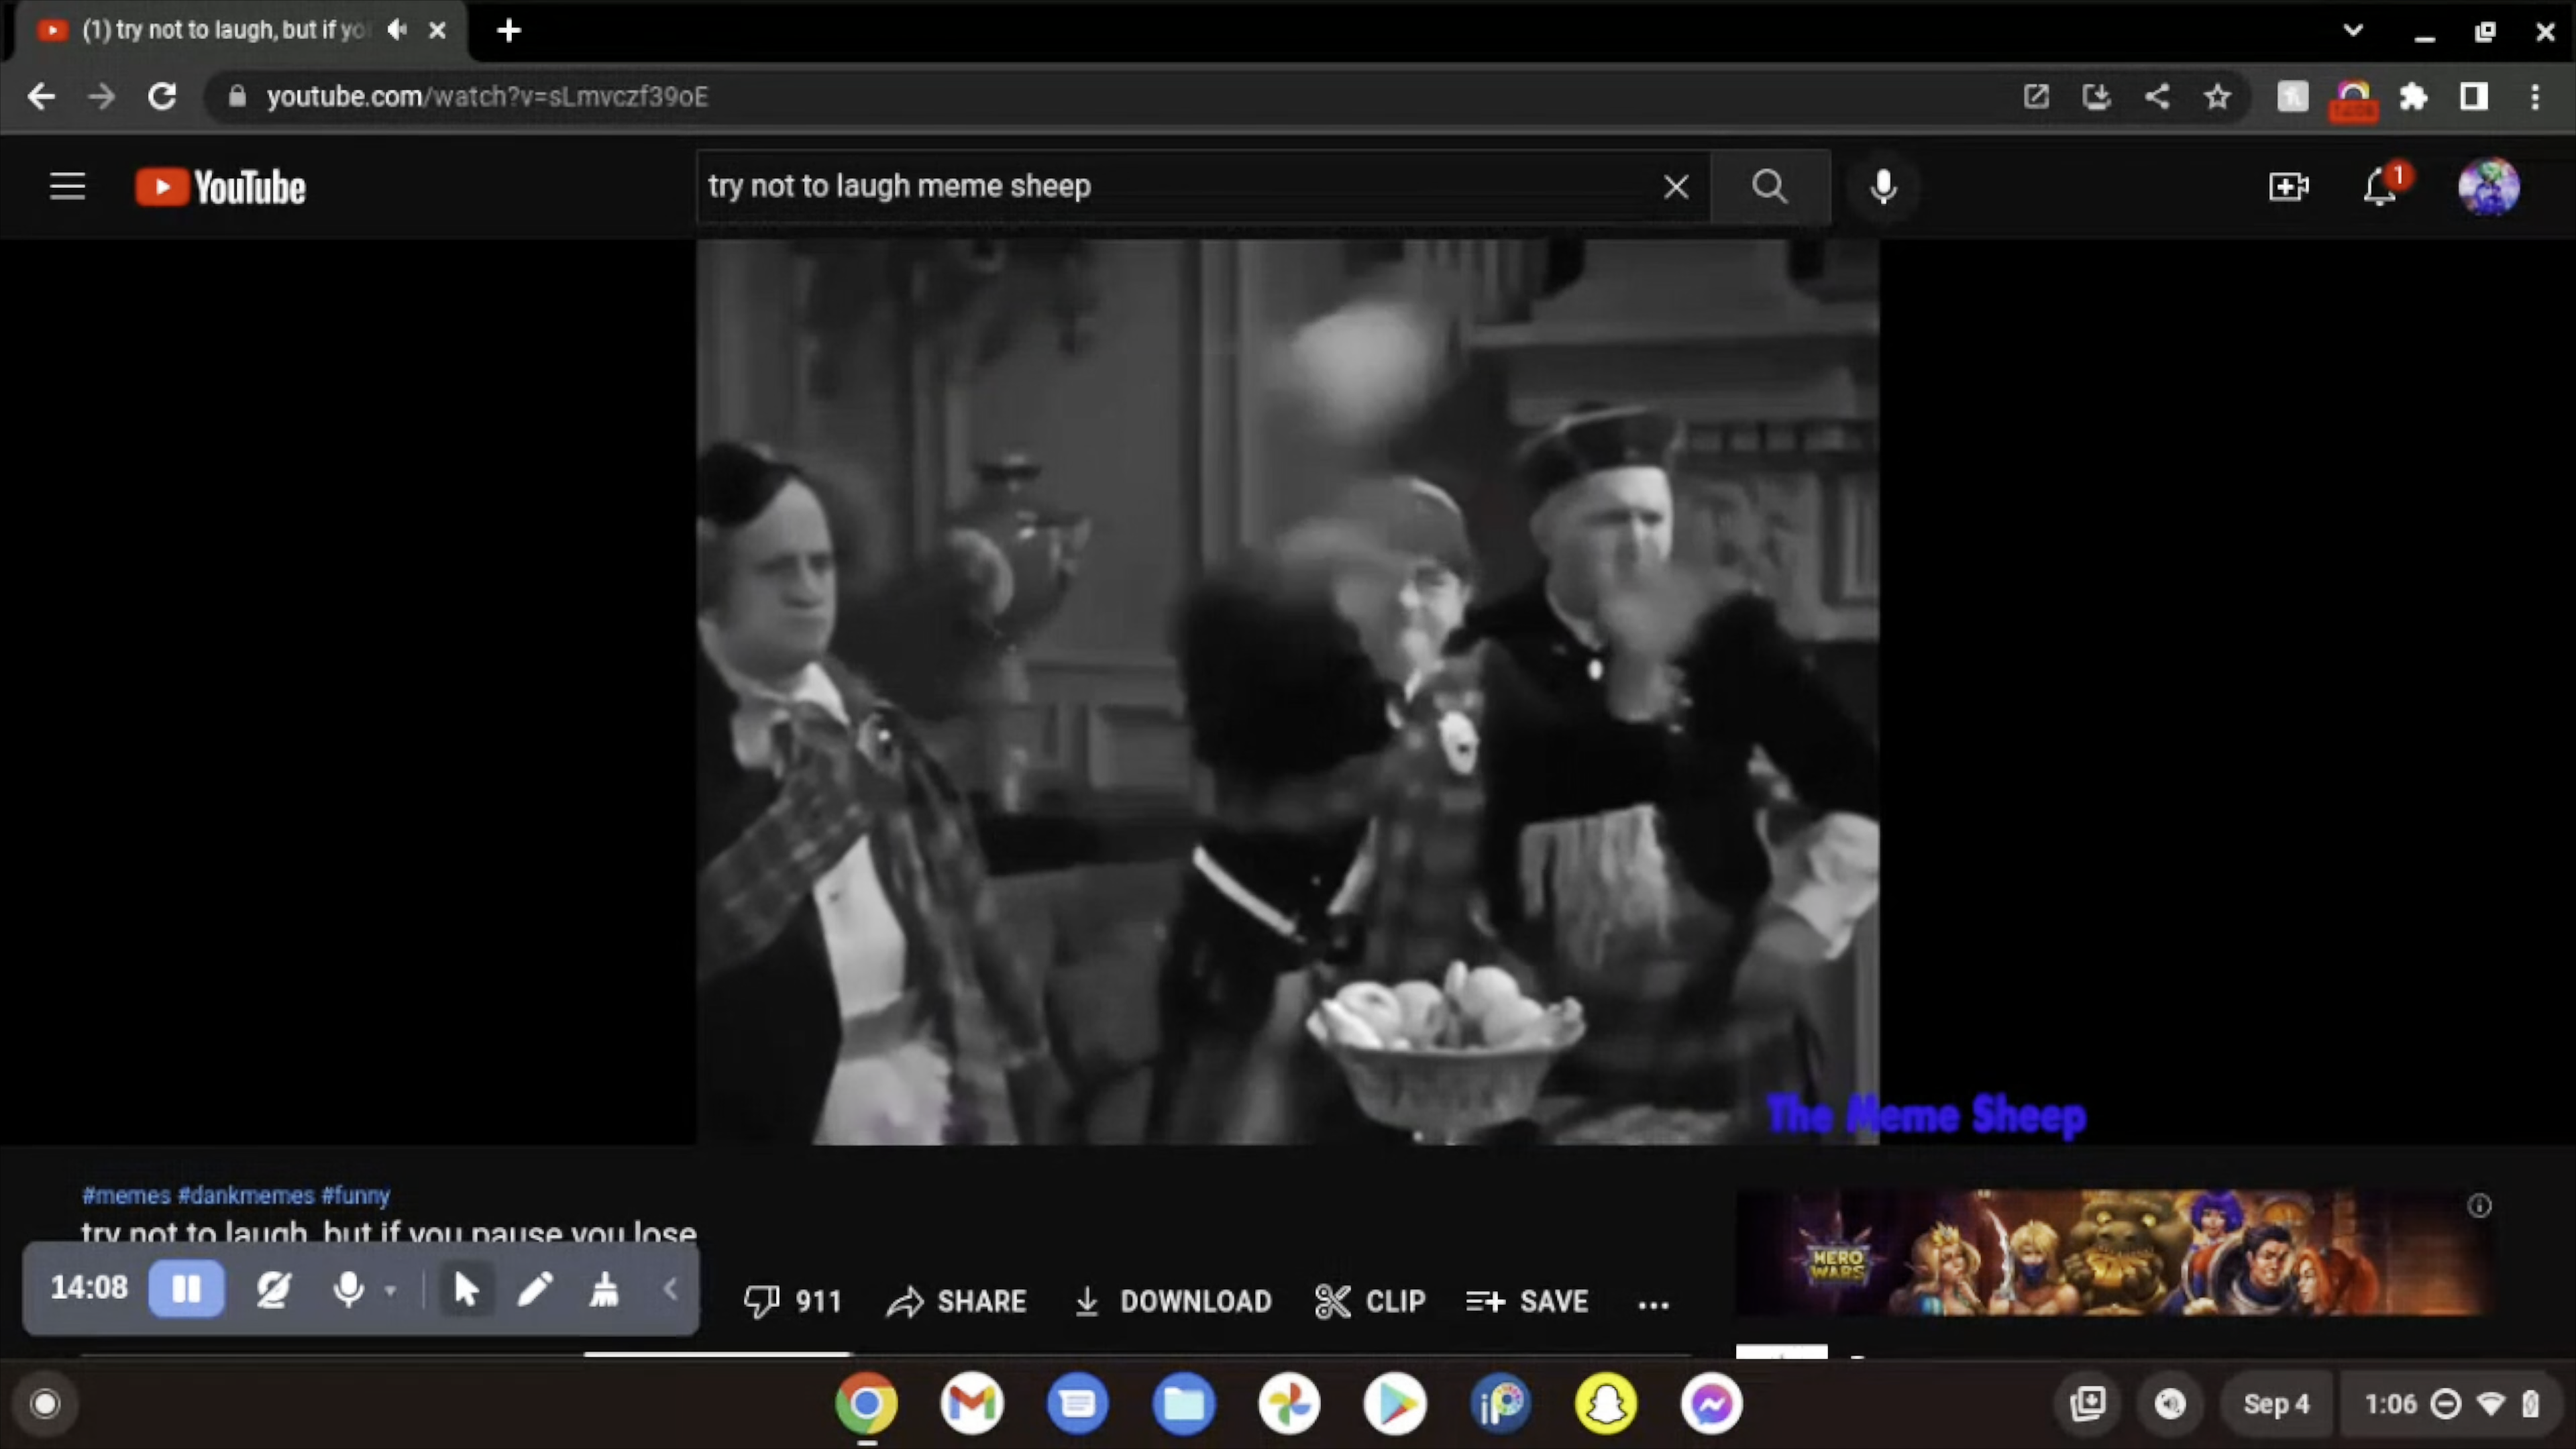 (1) try not to laugh, but if yo
youtube.com/watch?v=sLmvczf39oE
YouTube
try not to laugh meme sheep
1
The Meme Sheep
#memes #dankmemes #funny
try not to laugh, but if you pause you lose
HERO
WARS
14:08
911
SHARE
DOWNLOAD
CLIP
SAVE
Sep 4
1:06